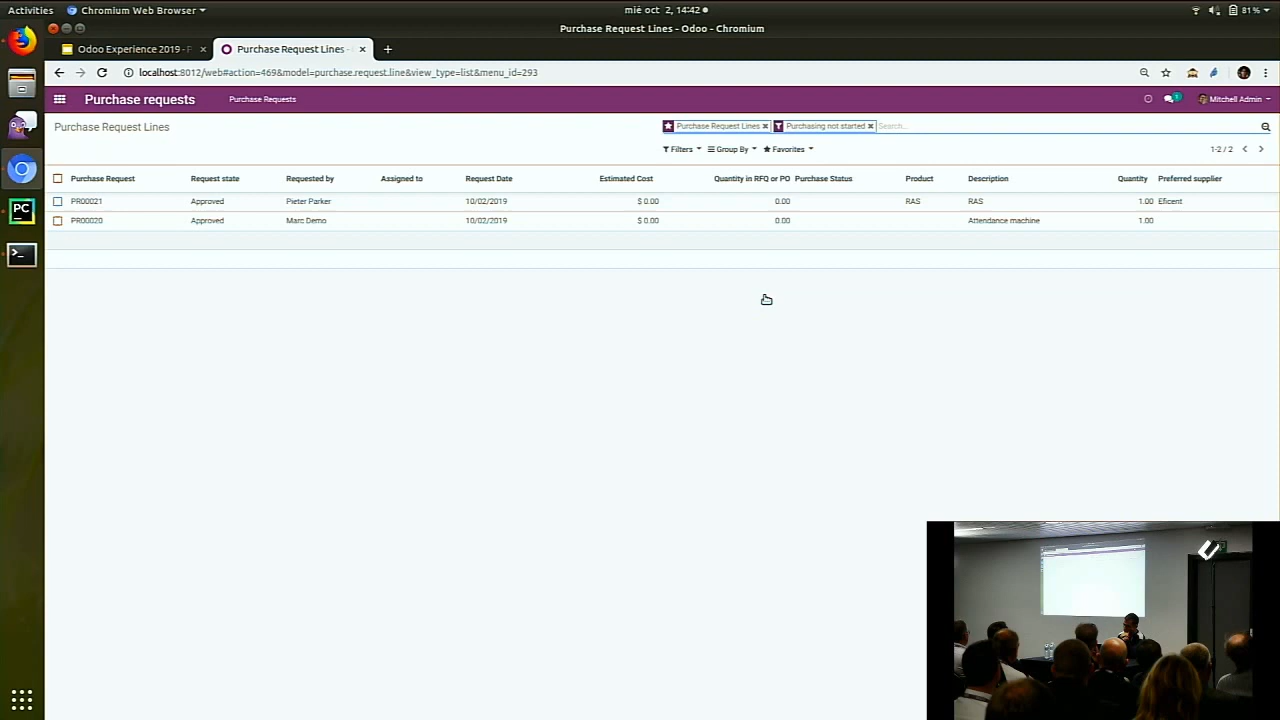 Activities Chromium Web Browser mié oct 2, 14:42 81%
Purchase Request Lines - Odoo - Chromium
Odoo Experience 2019 - P × Purchase Request Lines - × +
localhost:8012/web#action=469&model=purchase.request.line&view_type=list&menu_id=293
Purchase requests Purchase Requests 1 Mitchell Admin
Purchase Request Lines Purchase Request Lines × Purchasing not started × Search...
Filters Group By Favorites 1-2 / 2
Purchase Request Request state Requested by Assigned to Request Date Estimated Cost Quantity in RFQ or PO Purchase Status Product Description Quantity Preferred supplier
PR00021 Approved Pieter Parker 10/02/2019 $ 0.00 0.00 RAS RAS 1.00 Eficent
PR00020 Approved Marc Demo 10/02/2019 $ 0.00 0.00 Attendance machine 1.00
PC